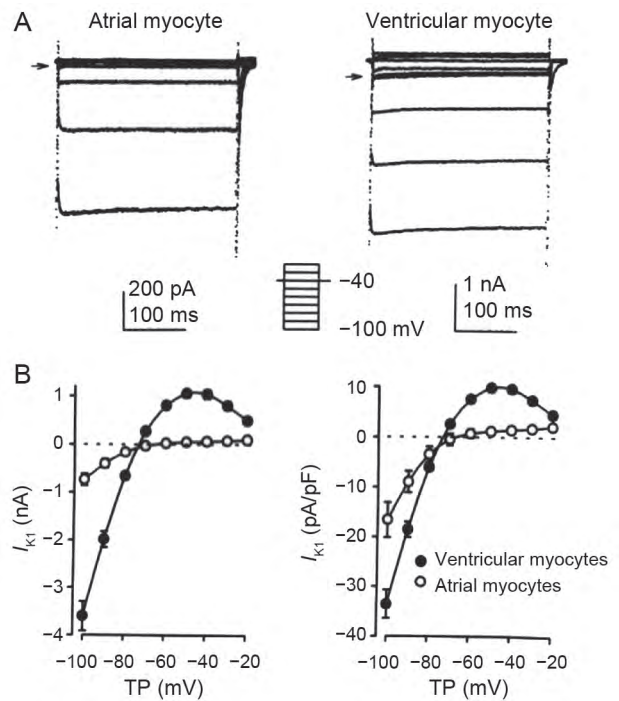 A
Atrial myocyte
Ventricular myocyte
200 pA
100 ms
−40
−100 mV
1 nA
100 ms
B
1
0
−1
−2
−3
−4
I_K1 (nA)
−100 −80 −60 −40 −20
TP (mV)
10
0
−10
−20
−30
−40
I_K1 (pA/pF)
Ventricular myocytes
Atrial myocytes
−100 −80 −60 −40 −20
TP (mV)